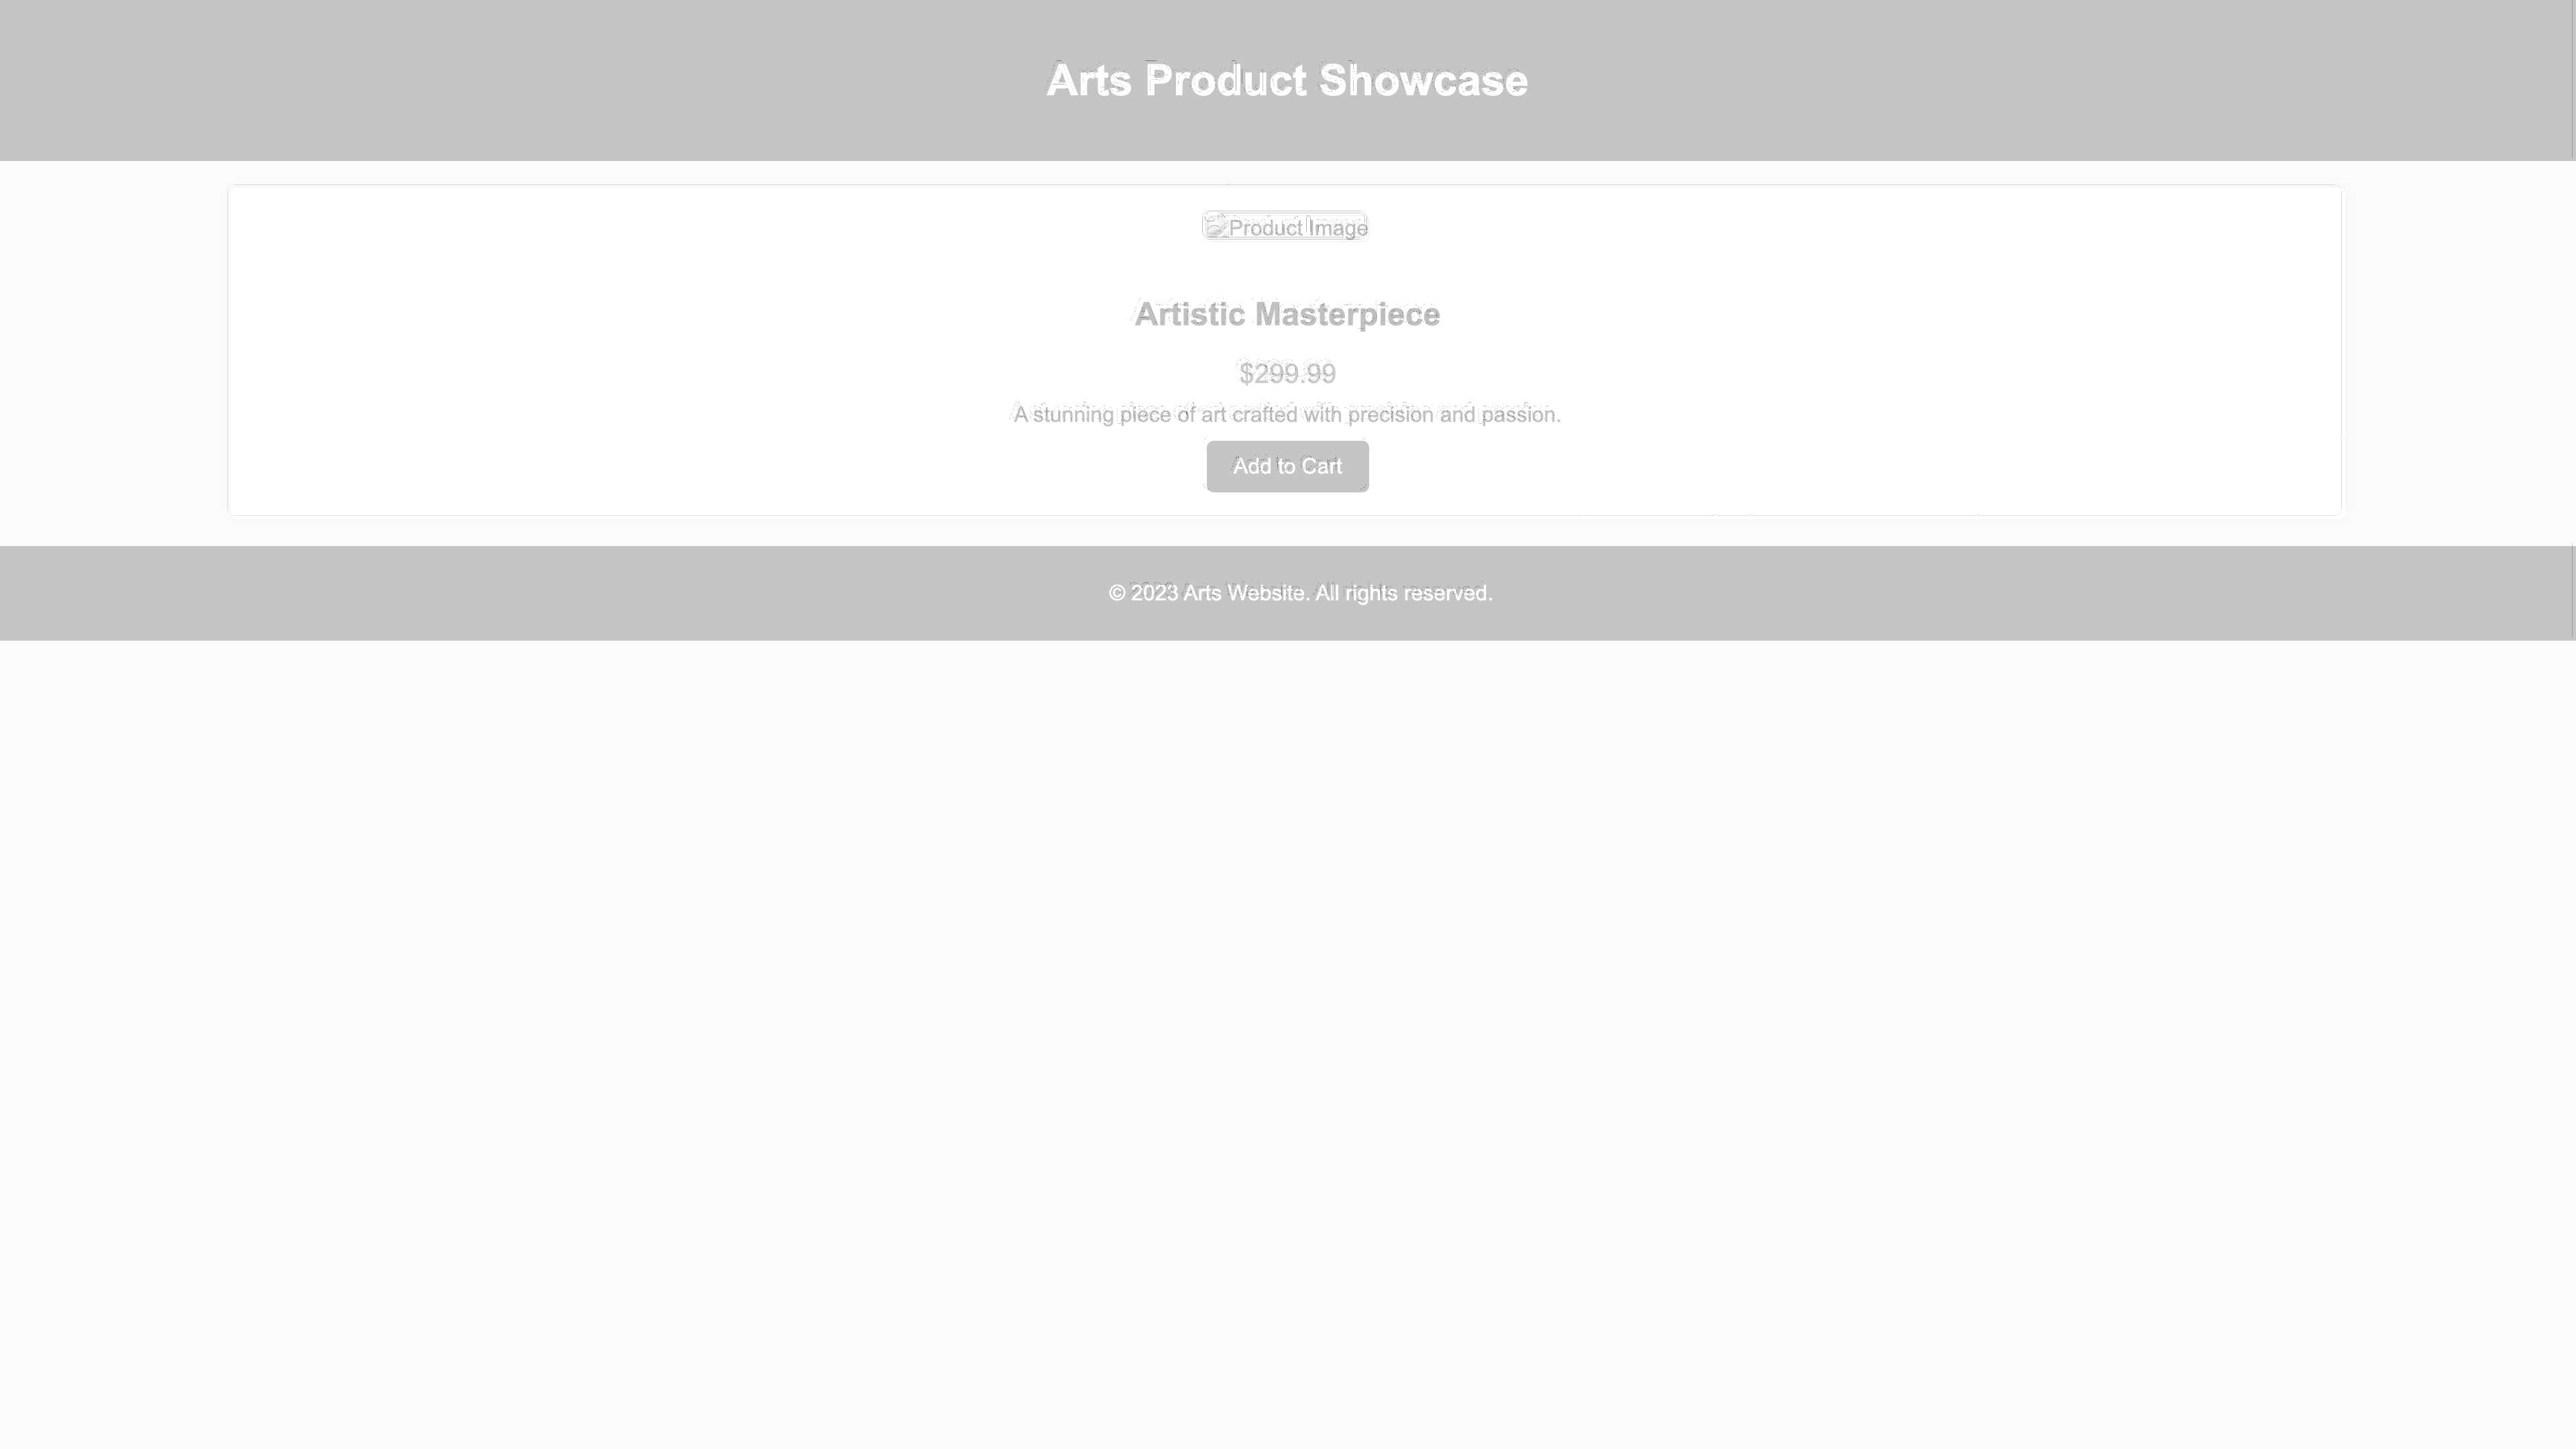 Arts Product Showcase
Product Image
Artistic Masterpiece
$299.99
A stunning piece of art crafted with precision and passion.
Add to Cart
© 2023 Arts Website. All rights reserved.